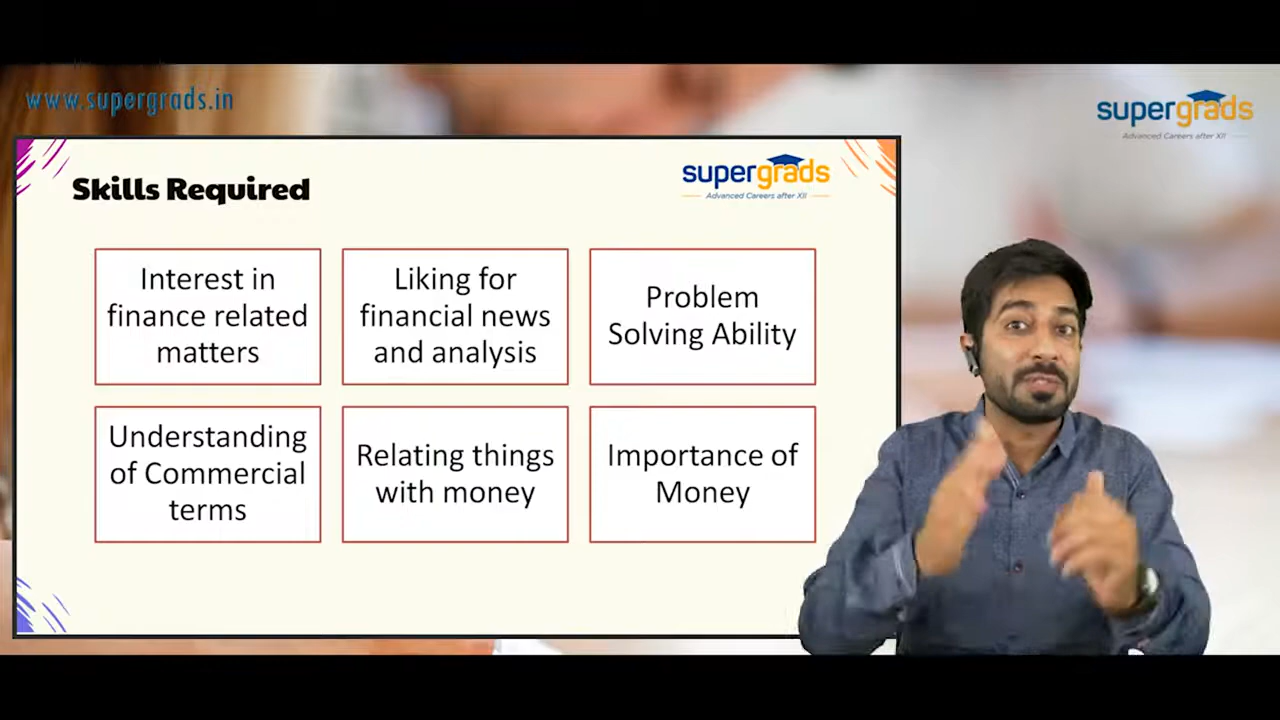 www.supergrads.in
supergrads
Advanced Careers after XII
Skills Required
supergrads
Advanced Careers after XII
Interest in
finance related
matters
Liking for
financial news
and analysis
Problem
Solving Ability
Understanding
of Commercial
terms
Relating things
with money
Importance of
Money